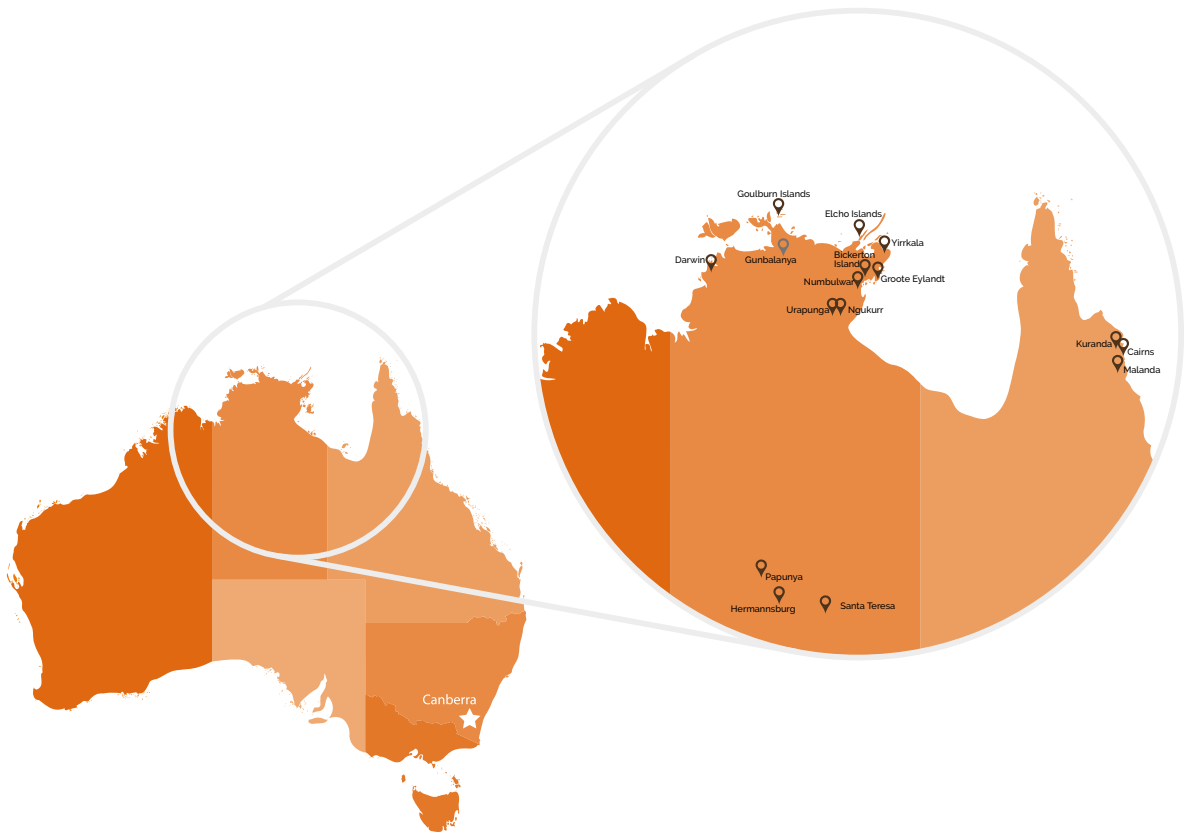 Goulburn Islands
Elcho Islands
Yirrkala
Darwin
Gunbalanya
Bickerton
Island
Groote Eylandt
Numbulwar
Urapunga
Ngukurr
Kuranda
Cairns
Malanda
Papunya
Hermannsburg
Santa Teresa
Canberra